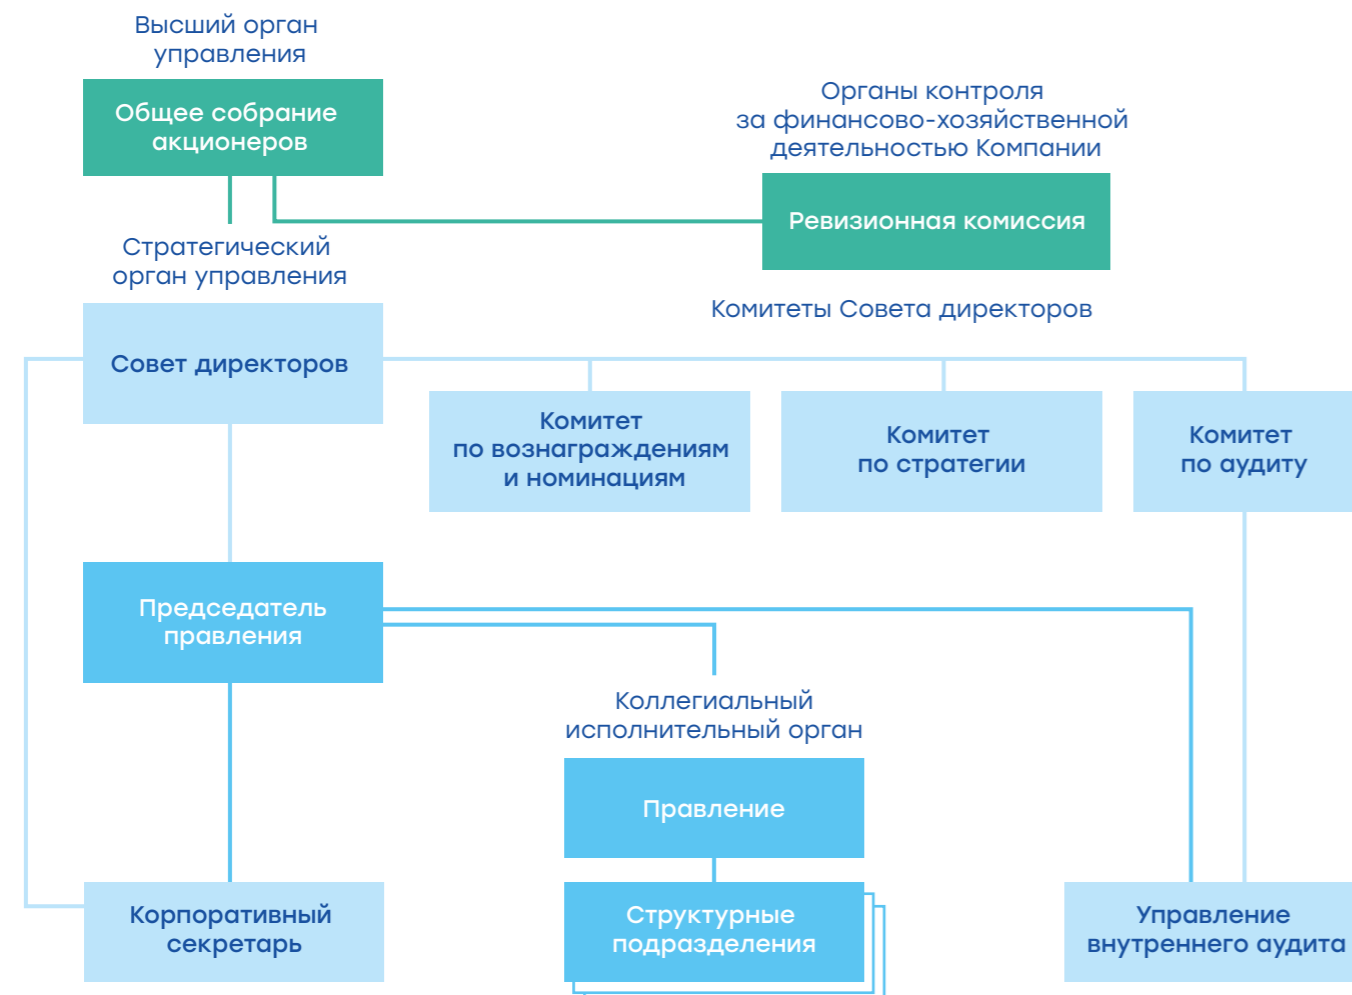 Высший орган
управления
Общее собрание
акционеров
Органы контроля
за финансово-хозяйственной
деятельностью Компании
Ревизионная комиссия
Стратегический
орган управления
Комитеты Совета директоров
Совет директоров
Комитет
по вознаграждениям
и номинациям
Комитет
по стратегии
Комитет
по аудиту
Председатель
правления
Коллегиальный
исполнительный орган
Правление
Корпоративный
секретарь
Структурные
подразделения
Управление
внутреннего аудита